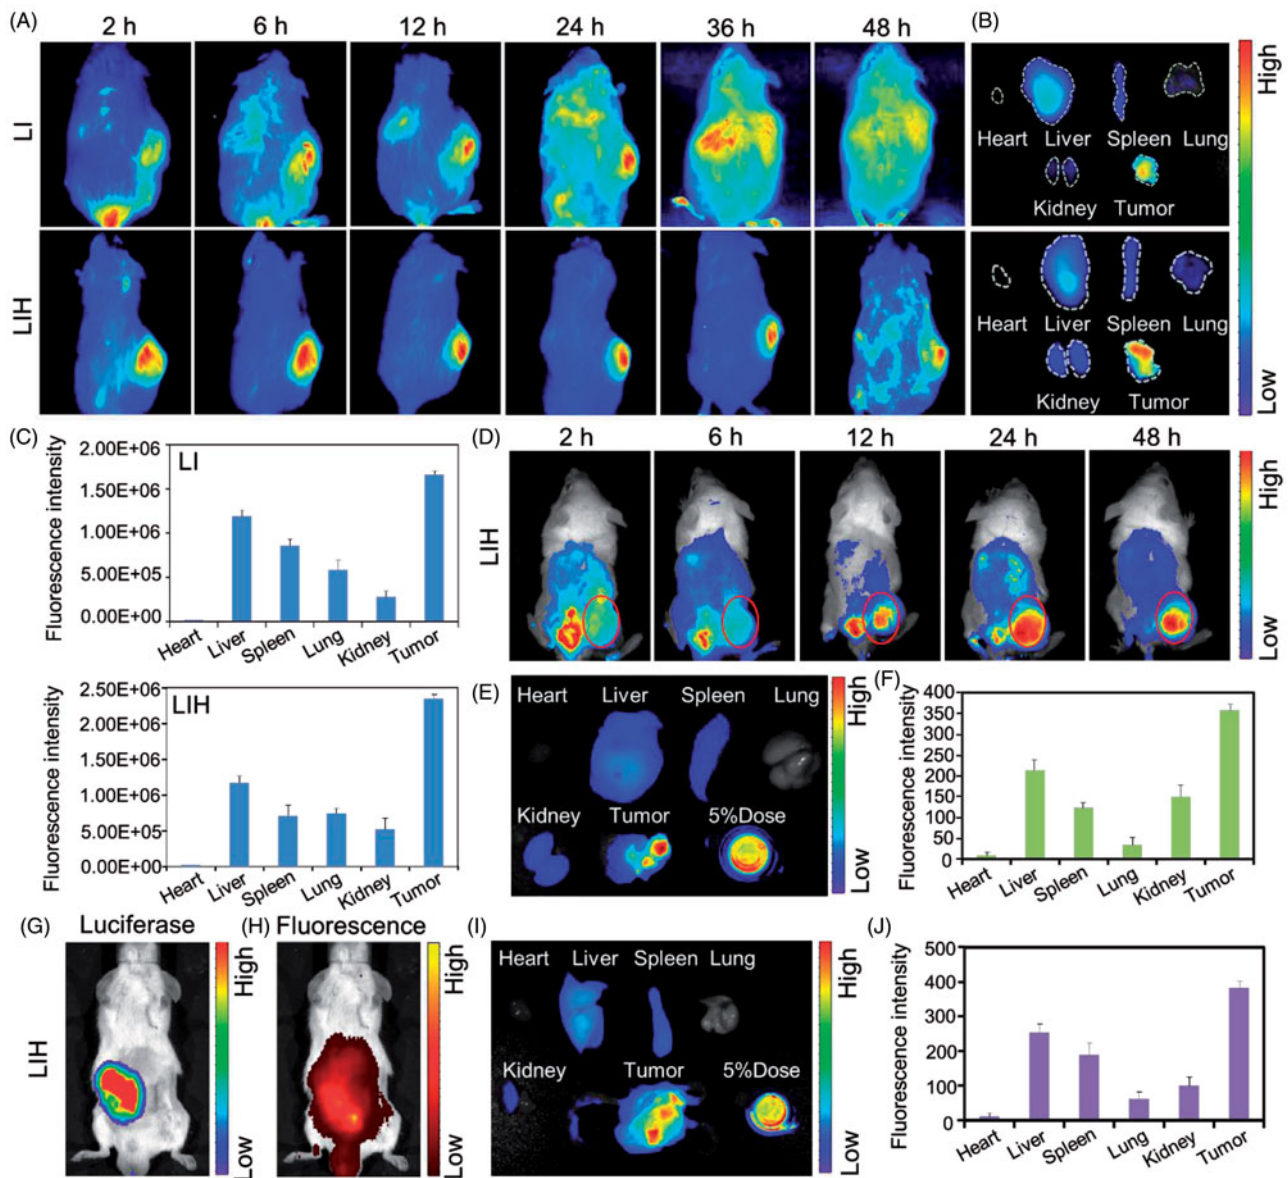 (A) 2 h 6 h 12 h 24 h 36 h 48 h
LI
LIH
(B)
Heart Liver Spleen Lung
Kidney Tumor
Heart Liver Spleen Lung
Kidney Tumor
High
Low
(C)
LI
Fluorescence intensity
2.00E+06
1.50E+06
1.00E+06
5.00E+05
0.00E+00
Heart Liver Spleen Lung Kidney Tumor
LIH
Fluorescence intensity
2.50E+06
2.00E+06
1.50E+06
1.00E+06
5.00E+05
0.00E+00
Heart Liver Spleen Lung Kidney Tumor
(D) 2 h 6 h 12 h 24 h 48 h
LIH
High
Low
(E)
Heart Liver Spleen Lung
Kidney Tumor 5%Dose
High
Low
(F)
Fluorescence intensity
400
350
300
250
200
150
100
50
0
Heart Liver Spleen Lung Kidney Tumor
(G) Luciferase
LIH
High
Low
(H) Fluorescence
High
Low
(I)
Heart Liver Spleen Lung
Kidney Tumor 5%Dose
High
Low
(J)
Fluorescence intensity
500
400
300
200
100
0
Heart Liver Spleen Lung Kidney Tumor